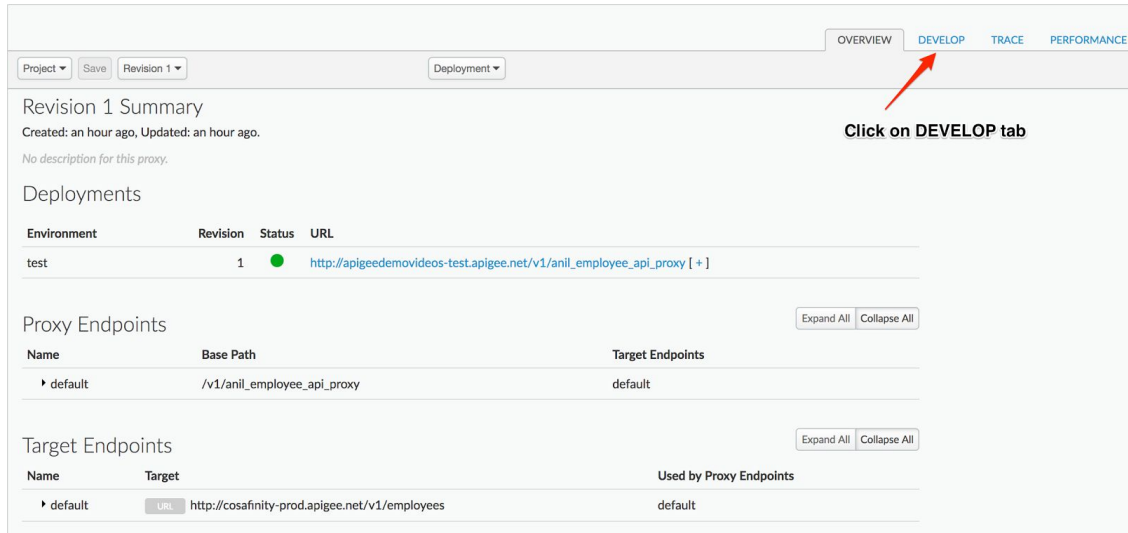 OVERVIEW DEVELOP TRACE PERFORMANCE
Project Save Revision 1 Deployment
Click on DEVELOP tab
Revision 1 Summary
Created: an hour ago, Updated: an hour ago.
No description for this proxy.
Deployments
Environment Revision Status URL
test 1 http://apigeedemovideos-test.apigee.net/v1/anil_employee_api_proxy [ + ]
Proxy Endpoints Expand All Collapse All
Name Base Path Target Endpoints
default /v1/anil_employee_api_proxy default
Target Endpoints Expand All Collapse All
Name Target Used by Proxy Endpoints
default URL http://cosafinity-prod.apigee.net/v1/employees default